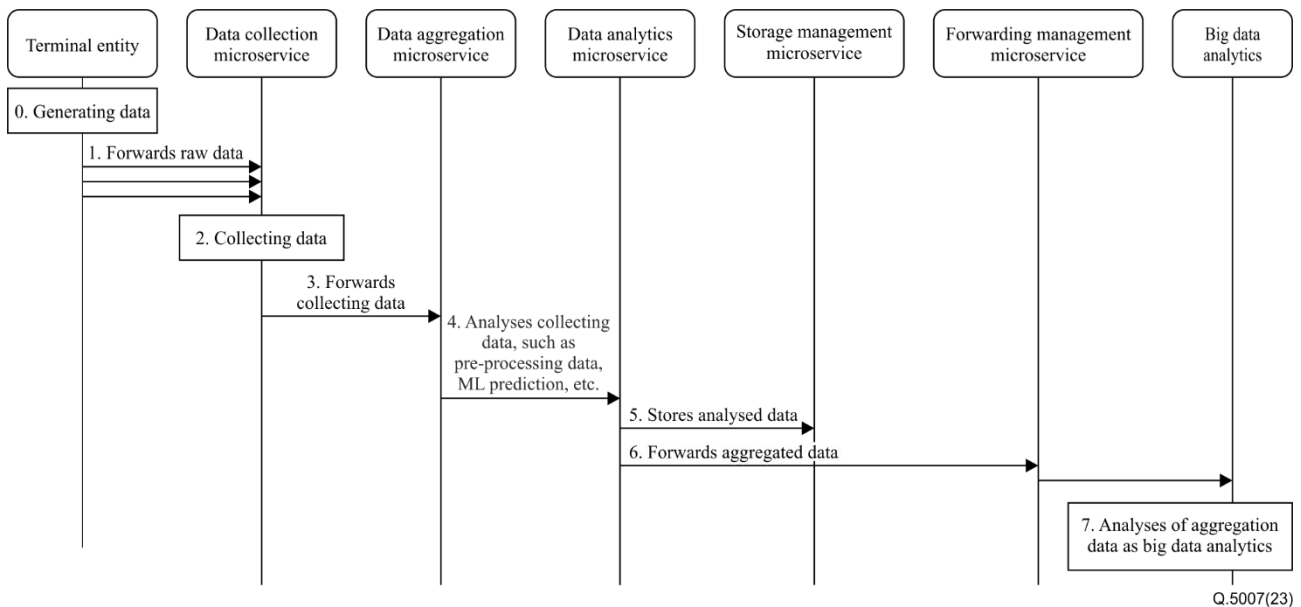 Terminal entity
Data collection
microservice
Data aggregation
microservice
Data analytics
microservice
Storage management
microservice
Forwarding management
microservice
Big data
analytics
0. Generating data
1. Forwards raw data
2. Collecting data
3. Forwards
collecting data
4. Analyses collecting
data, such as
pre-processing data,
ML prediction, etc.
5. Stores analysed data
6. Forwards aggregated data
7. Analyses of aggregation
data as big data analytics
Q.5007(23)